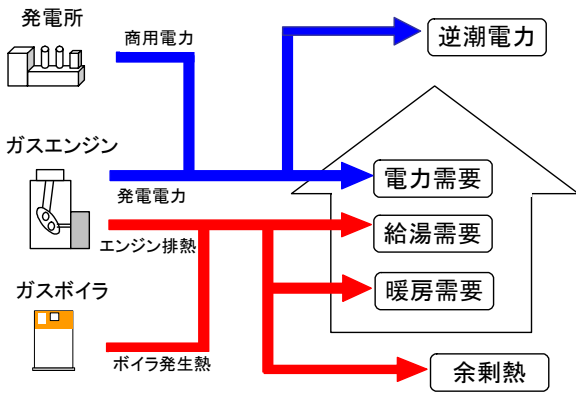 発電所
商用電力
逆潮電力
ガスエンジン
発電電力
電力需要
エンジン排熱
給湯需要
ガスボイラ
暖房需要
ボイラ発生熱
余剰熱